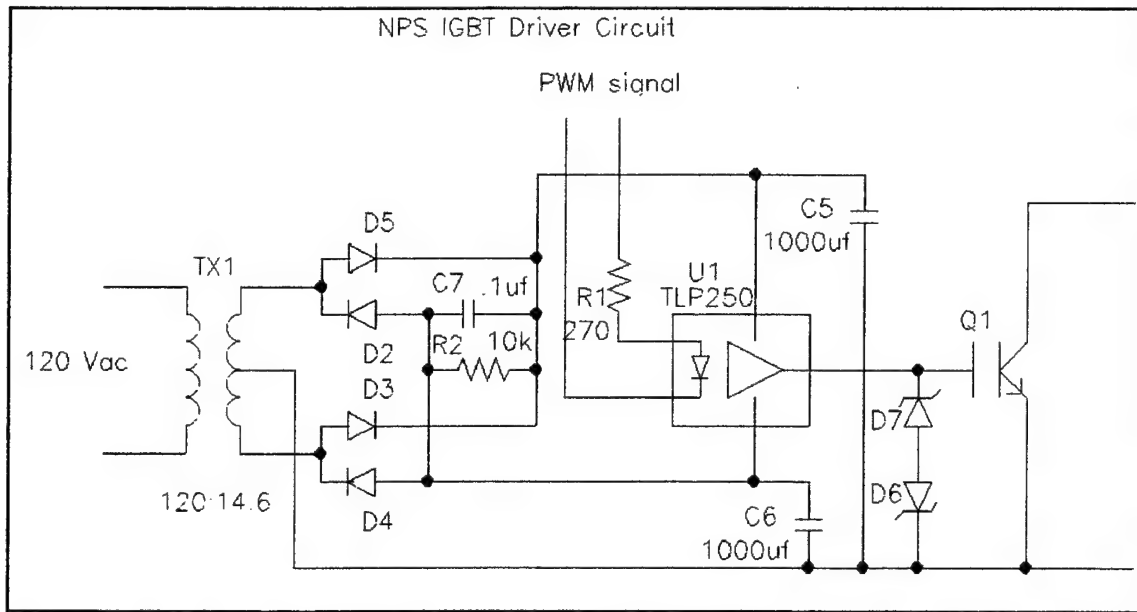 NPS IGBT Driver Circuit
PWM signal
D5
TX1
C7 .1uf
C5
1000uf
U1
TLP250
R1
270
Q1
120 Vac
D2
R2 10k
D3
D7
120:14.6
D4
D6
C6
1000uf